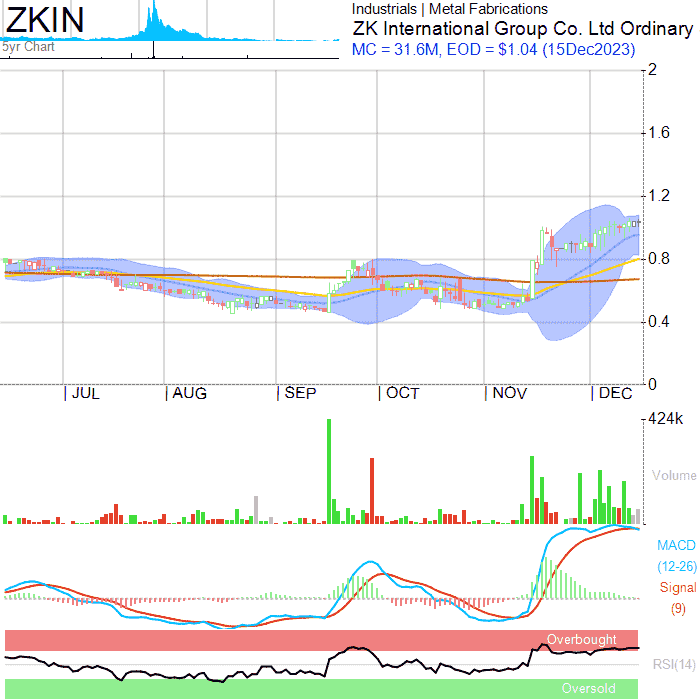 ZKIN
5yr Chart
Industrials | Metal Fabrications
ZK International Group Co. Ltd Ordinary
MC = 31.6M, EOD = $1.04 (15Dec2023)
2
1.6
1.2
0.8
0.4
0
| JUL | AUG | SEP | OCT | NOV | DEC
424k
Volume
MACD
(12-26)
Signal
(9)
Overbought
RSI(14)
Oversold